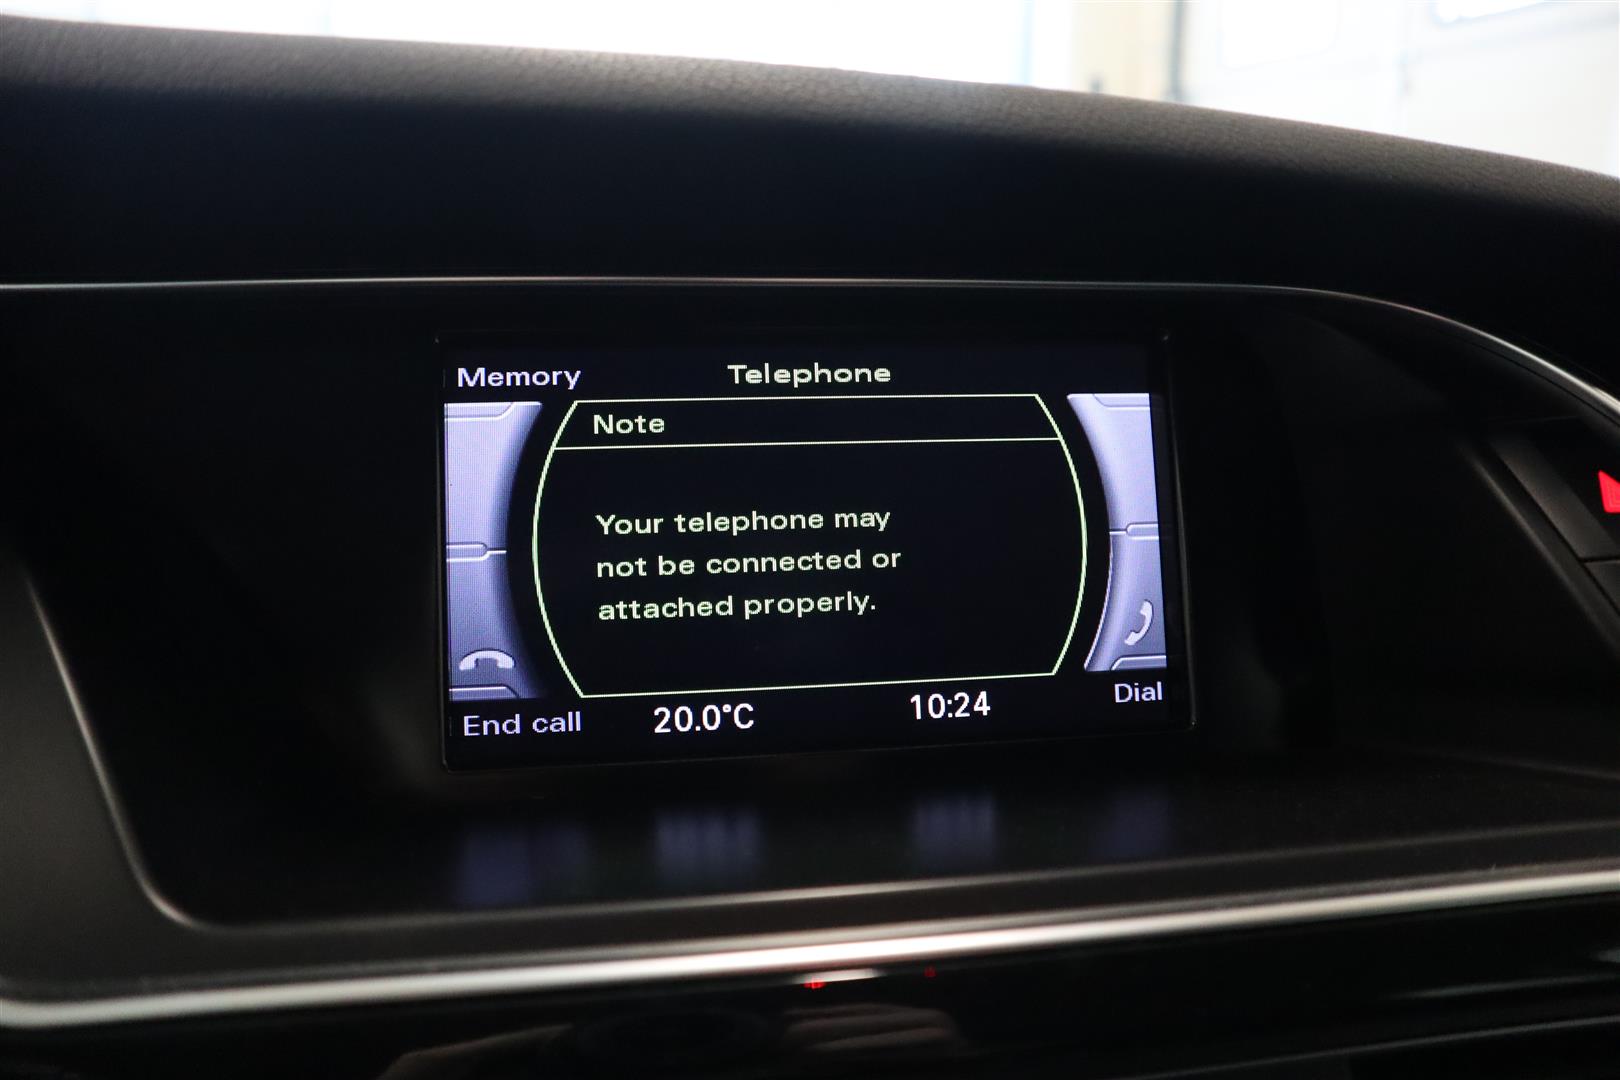 Memory
Telephone
Note
Your telephone may
not be connected or
attached properly.
End call
20.0°C
10:24
Dial